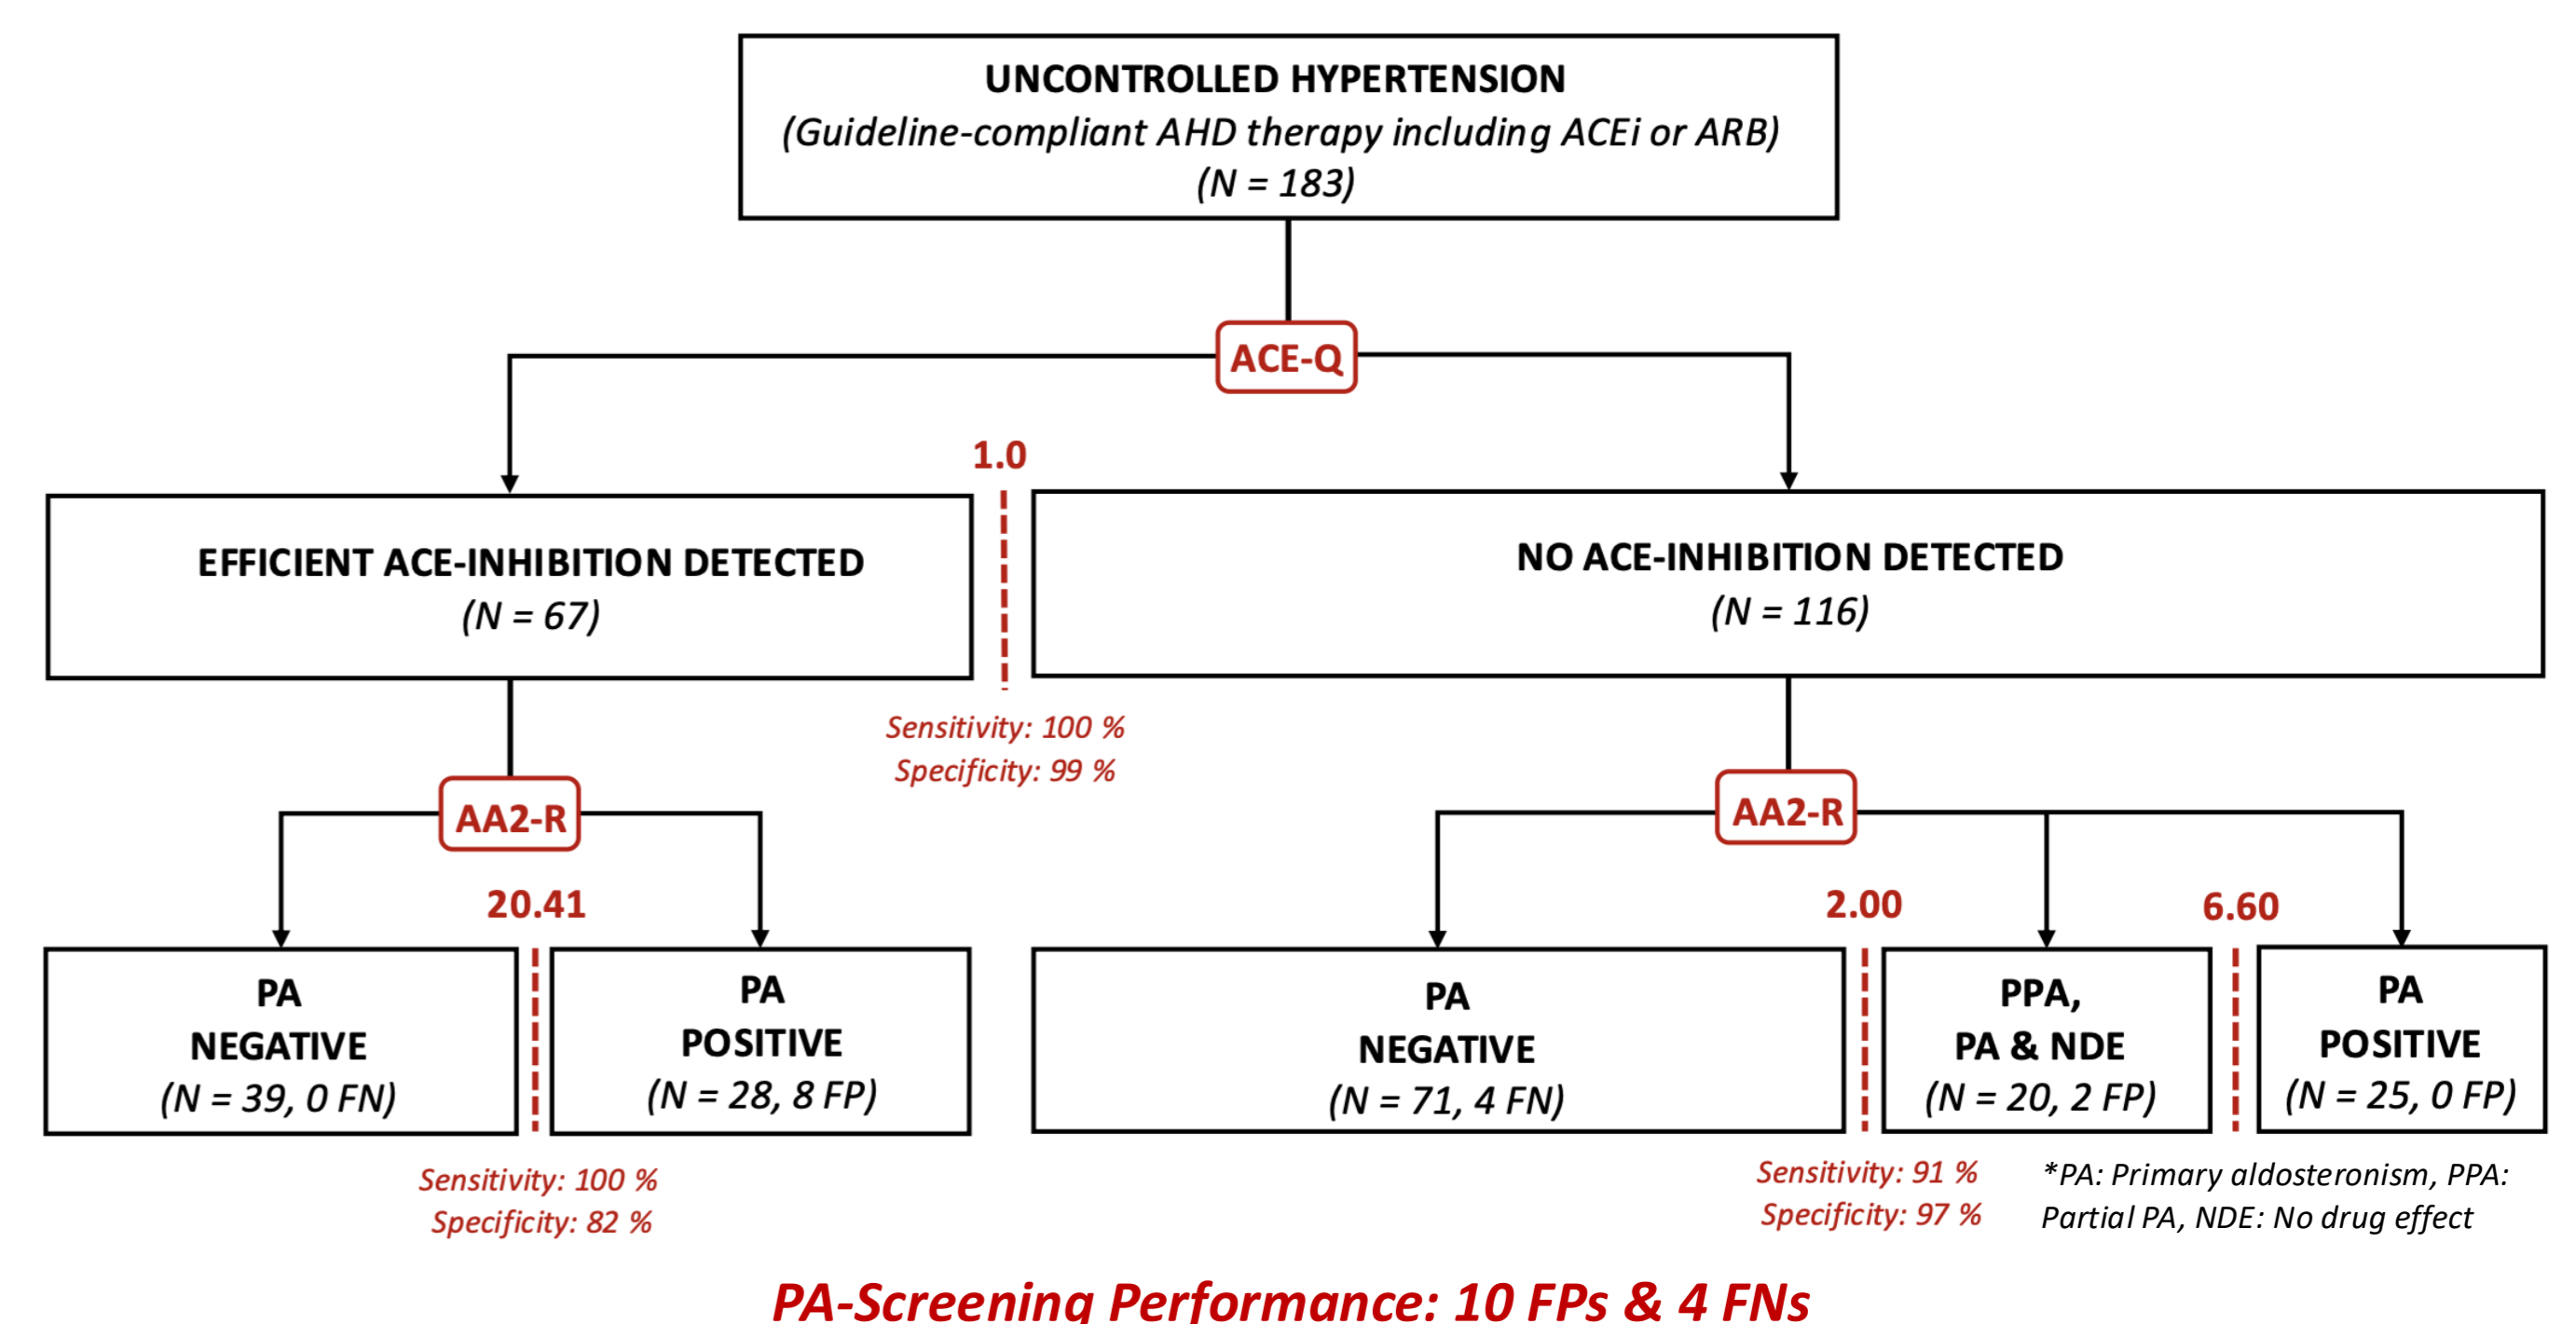 UNCONTROLLED HYPERTENSION
(Guideline-compliant AHD therapy including ACEi or ARB)
(N = 183)
ACE-Q
1.0
EFFICIENT ACE-INHIBITION DETECTED
(N = 67)
NO ACE-INHIBITION DETECTED
(N = 116)
Sensitivity: 100 %
Specificity: 99 %
AA2-R
AA2-R
20.41
2.00
6.60
PA
NEGATIVE
(N = 39, 0 FN)
PA
POSITIVE
(N = 28, 8 FP)
PA
NEGATIVE
(N = 71, 4 FN)
PPA,
PA & NDE
(N = 20, 2 FP)
PA
POSITIVE
(N = 25, 0 FP)
Sensitivity: 100 %
Specificity: 82 %
Sensitivity: 91 %
Specificity: 97 %
*PA: Primary aldosteronism, PPA:
Partial PA, NDE: No drug effect
PA-Screening Performance: 10 FPs & 4 FNs